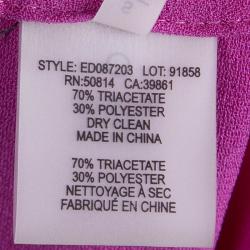 S
STYLE: ED087203 LOT: 91858
RN:50814 CA:39861
70% TRIACETATE
30% POLYESTER
DRY CLEAN
MADE IN CHINA
70% TRIACETATE
30% POLYESTER
NETTOYAGE À SEC
FABRIQUÉ EN CHINE